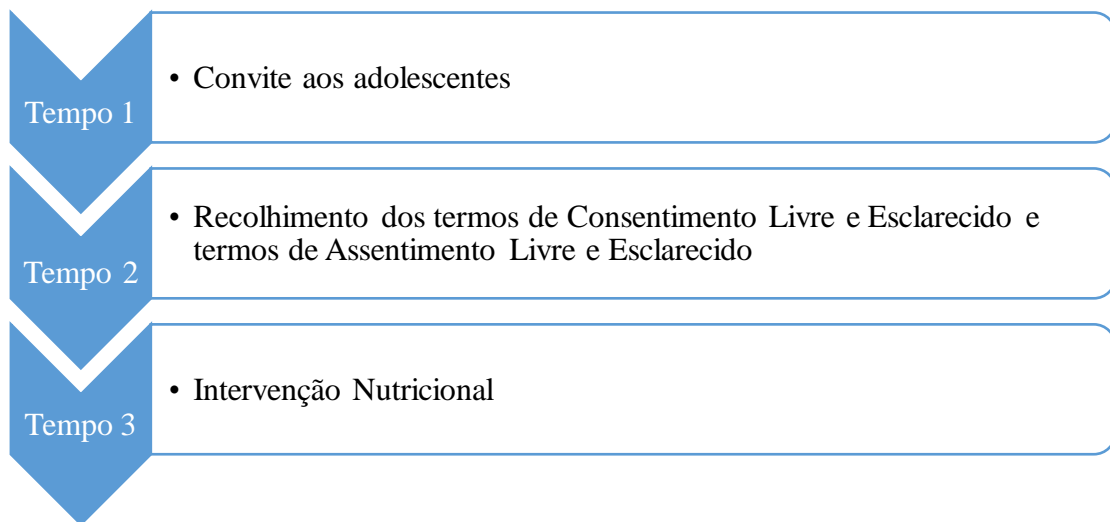 Tempo 1
• Convite aos adolescentes
Tempo 2
• Recolhimento dos termos de Consentimento Livre e Esclarecido e
termos de Assentimento Livre e Esclarecido
Tempo 3
• Intervenção Nutricional